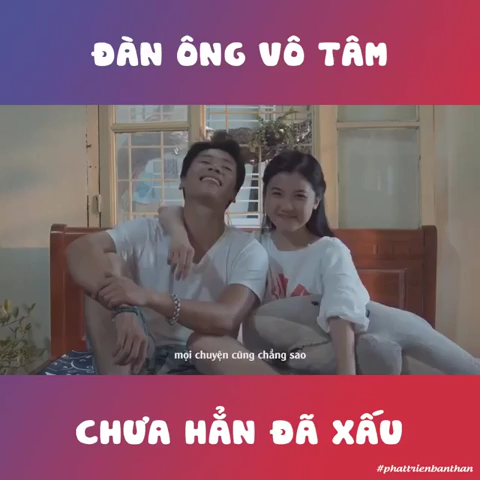 ĐÀN ÔNG VÔ TÂM
mọi chuyện cũng chẳng sao
CHƯA HẲN ĐÃ XẤU
#phattrienbanthan